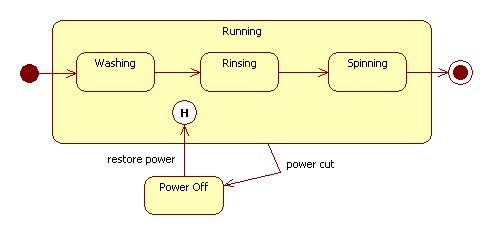 Running
Washing
Rinsing
Spinning
H
restore power
power cut
Power Off